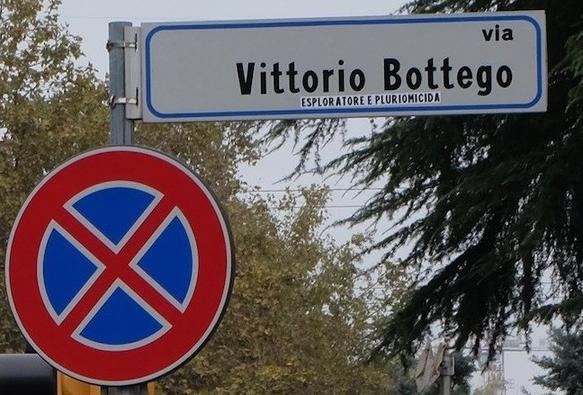 via
Vittorio Bottego
ESPLORATORE E PLURIOMICIDA